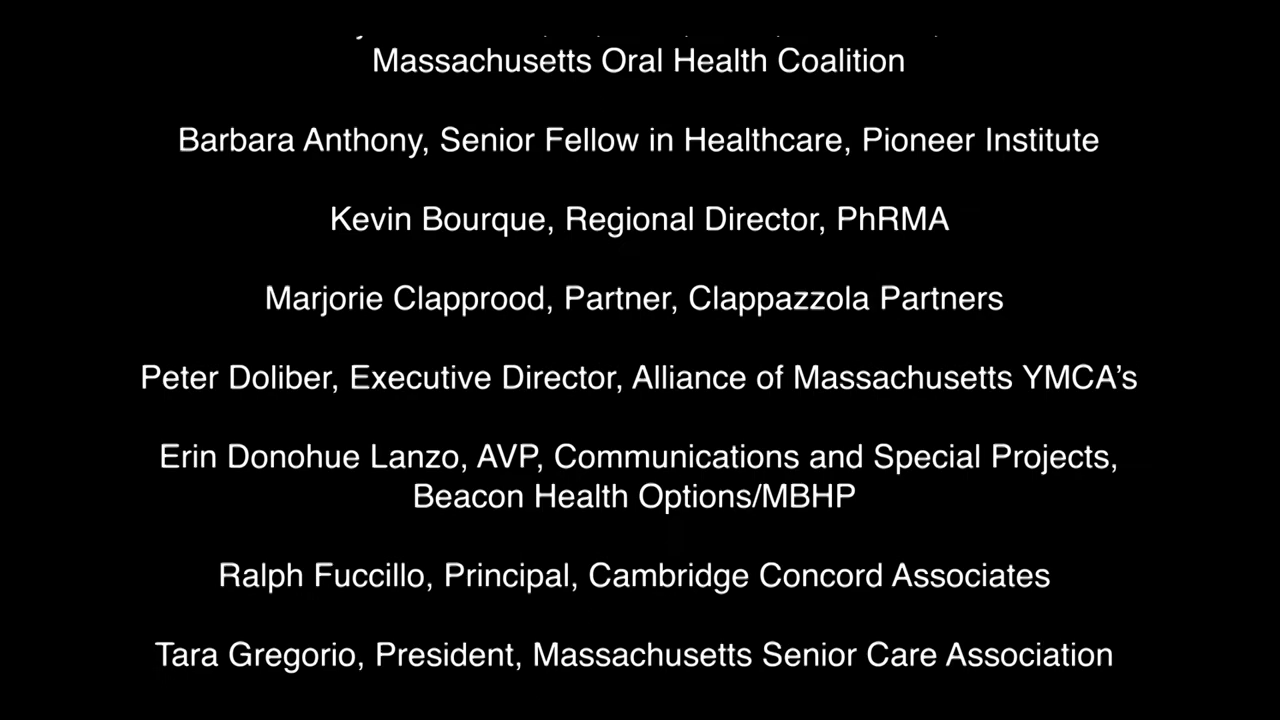 Massachusetts Oral Health Coalition
Barbara Anthony, Senior Fellow in Healthcare, Pioneer Institute
Kevin Bourque, Regional Director, PhRMA
Marjorie Clapprood, Partner, Clappazzola Partners
Peter Doliber, Executive Director, Alliance of Massachusetts YMCA’s
Erin Donohue Lanzo, AVP, Communications and Special Projects,
Beacon Health Options/MBHP
Ralph Fuccillo, Principal, Cambridge Concord Associates
Tara Gregorio, President, Massachusetts Senior Care Association